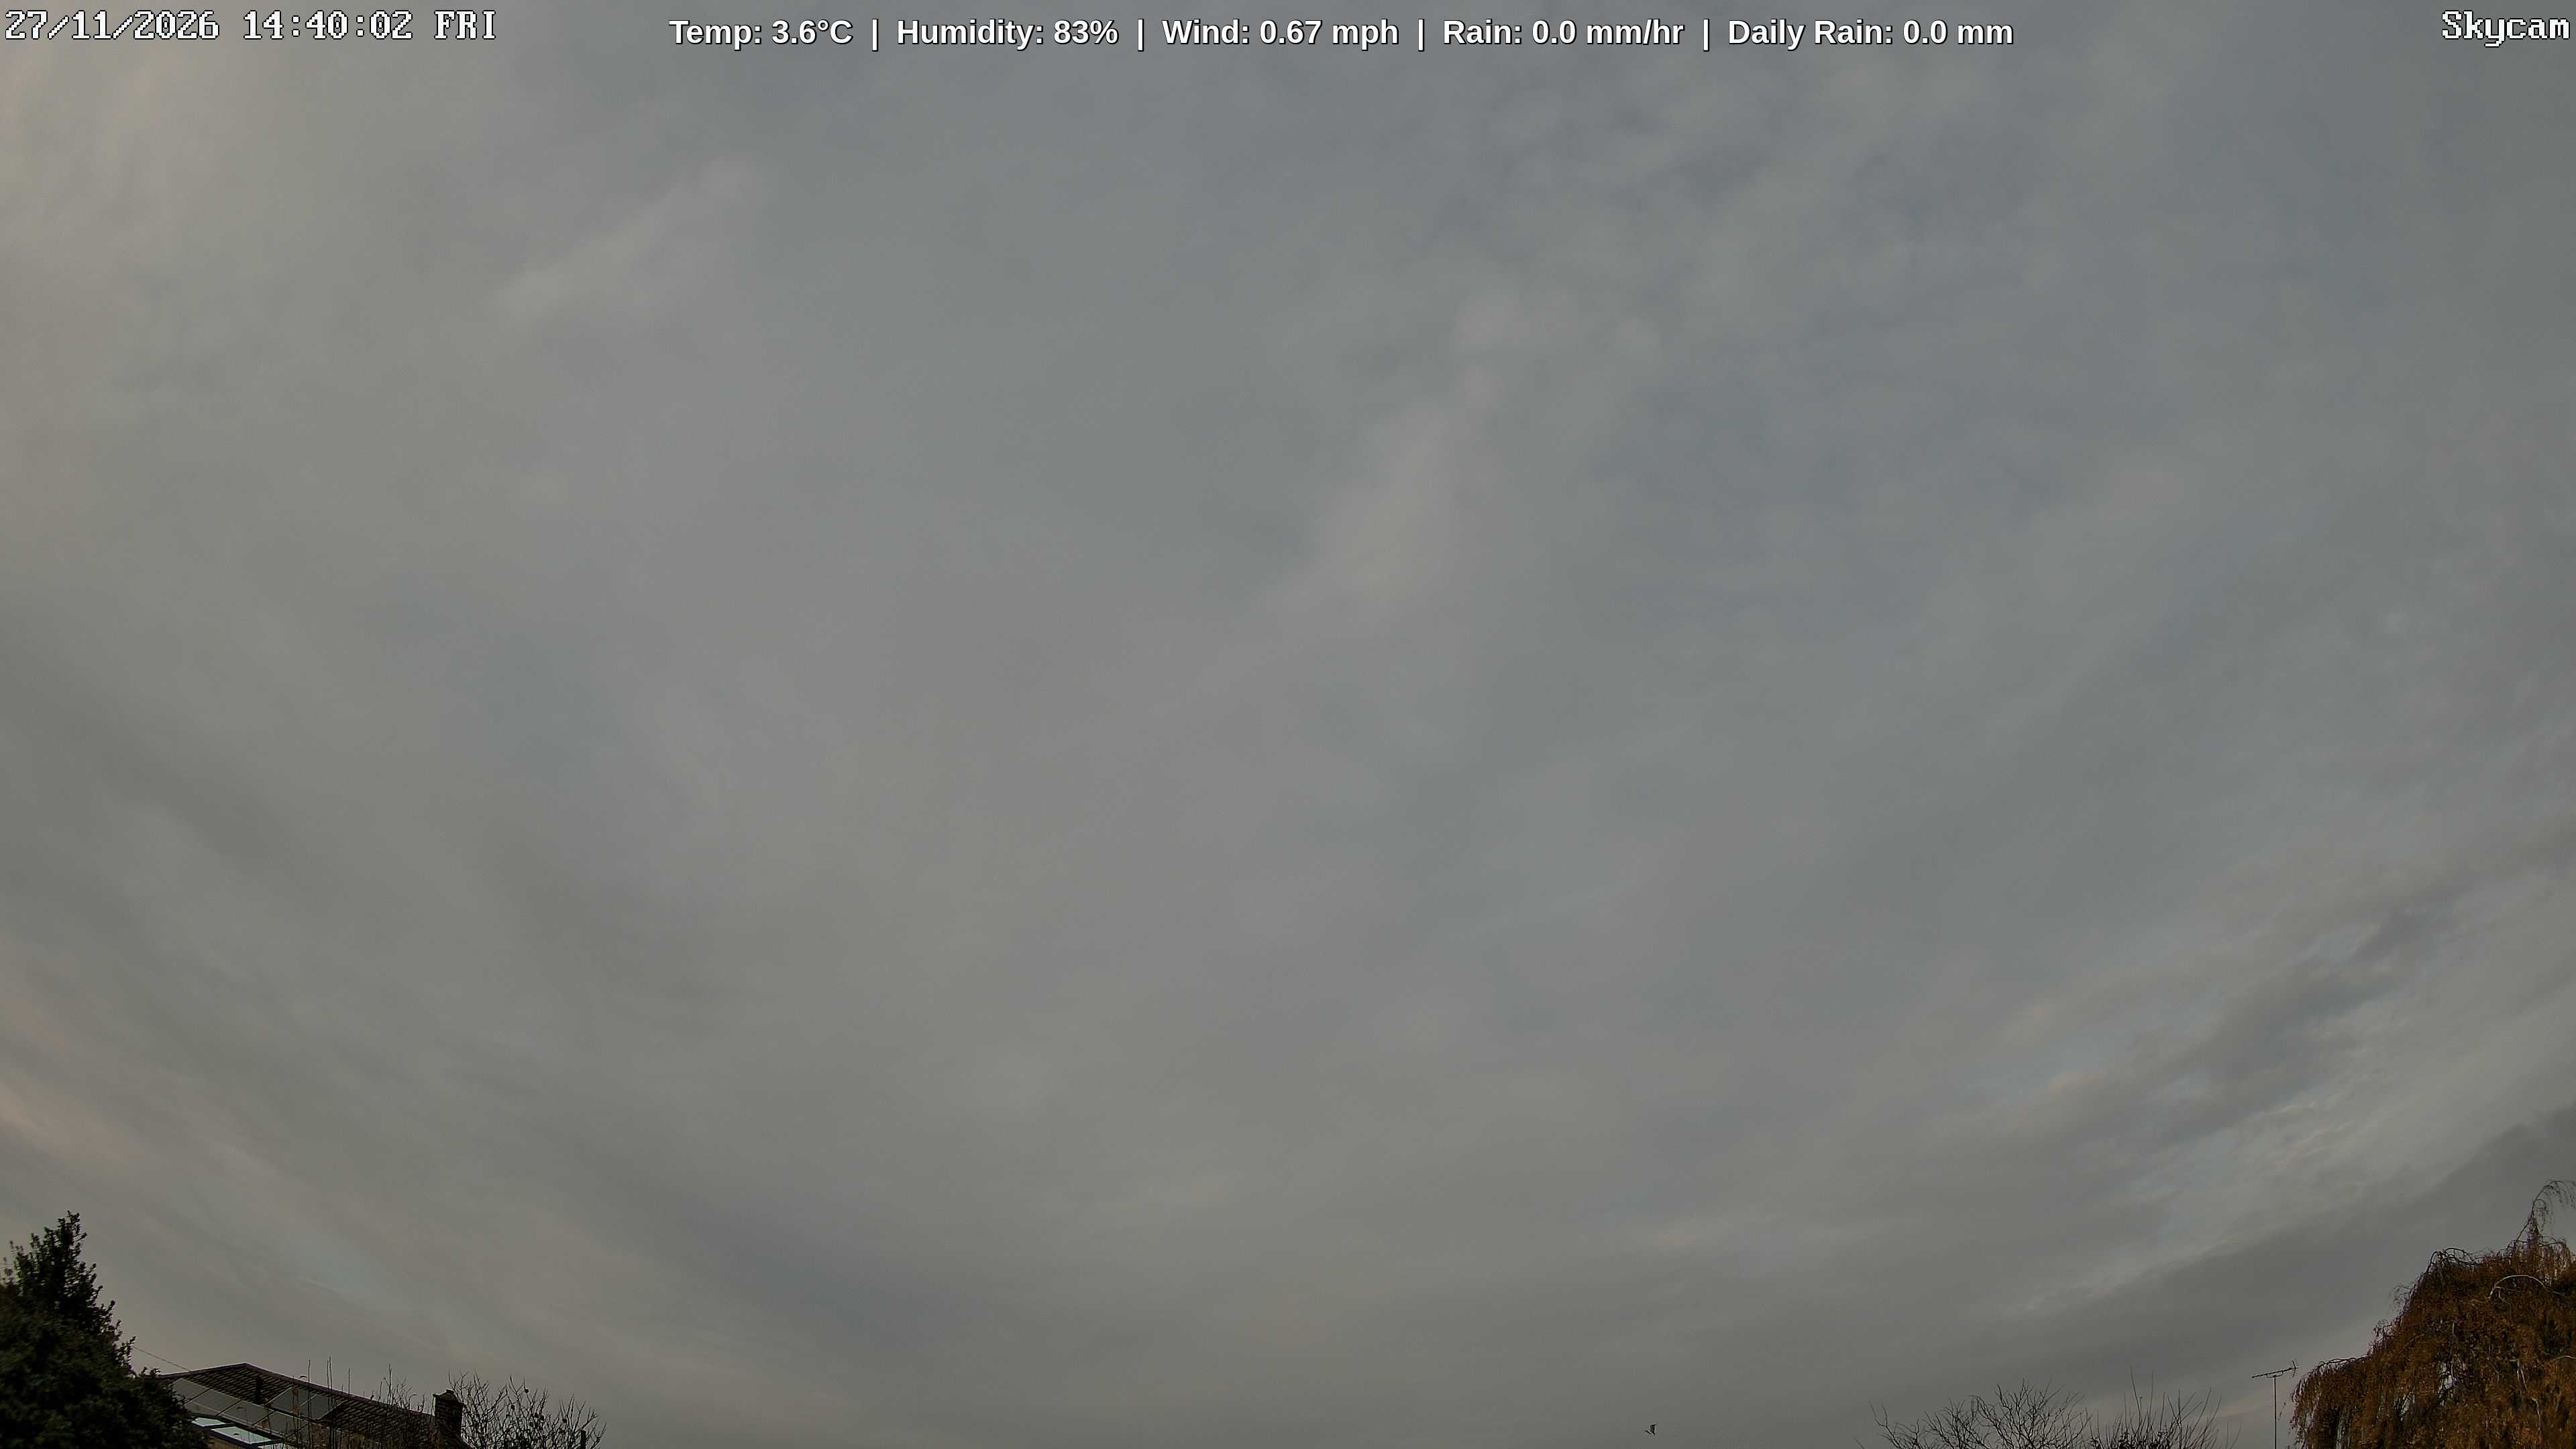 27/11/2026 14:40:02 FRI
Temp: 3.6°C | Humidity: 83% | Wind: 0.67 mph | Rain: 0.0 mm/hr | Daily Rain: 0.0 mm
Skycam